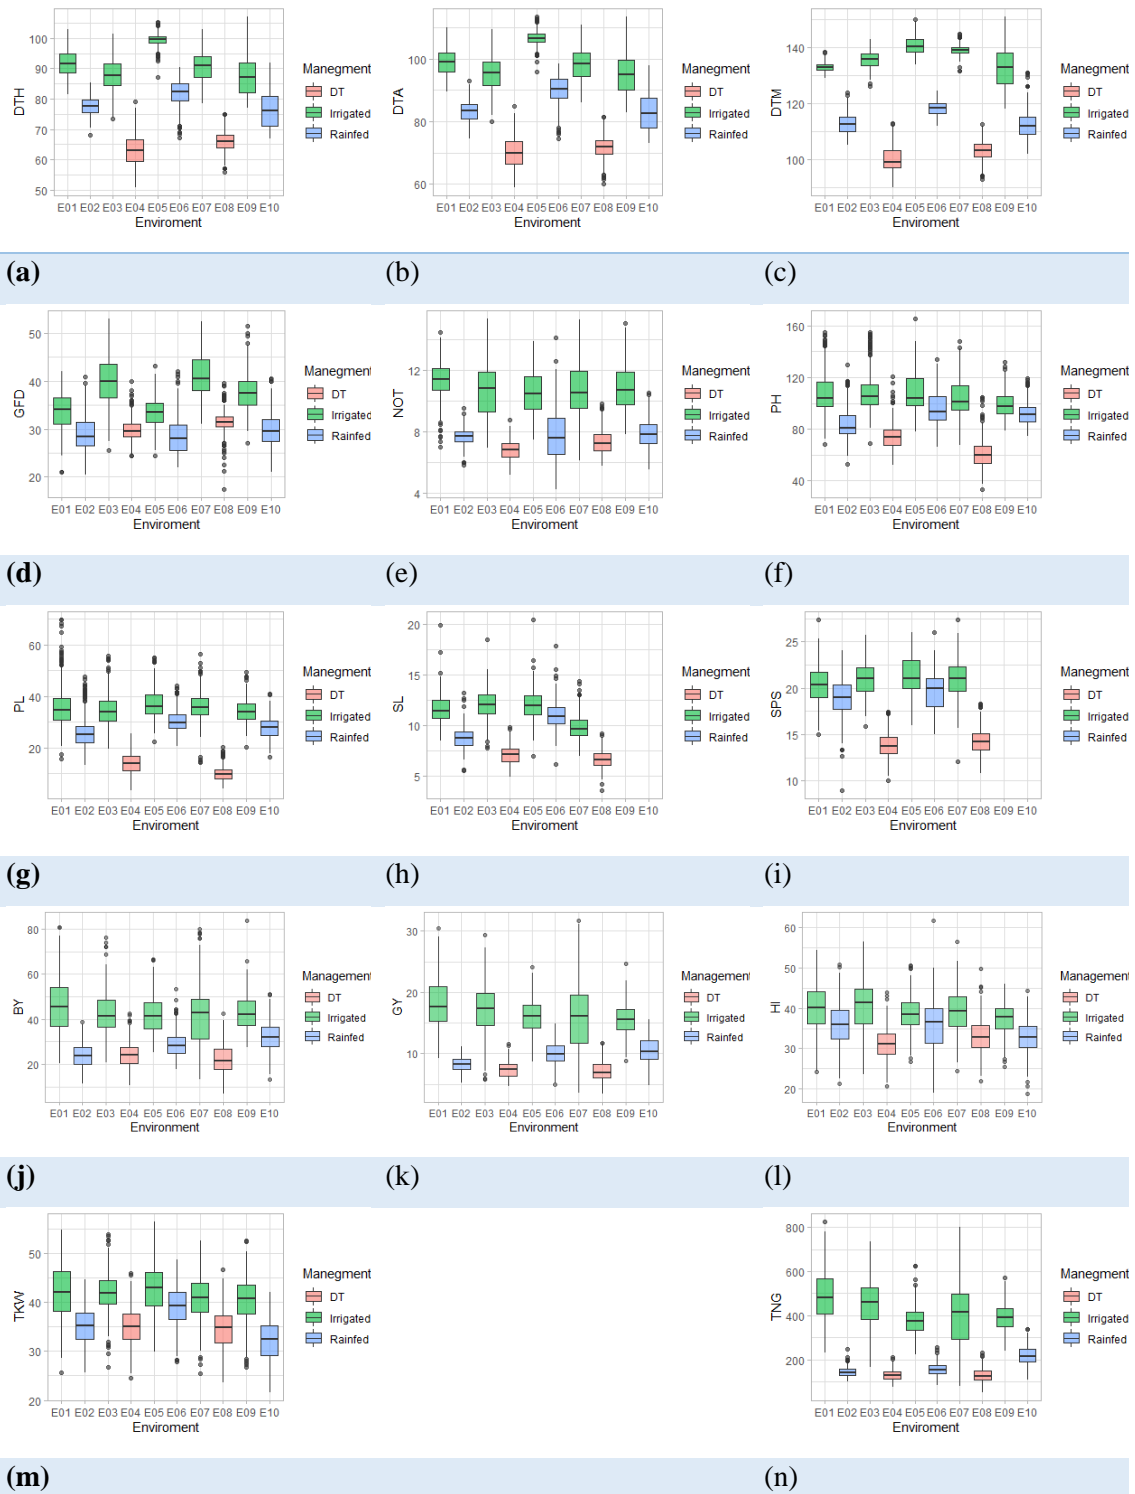 100
90
80
70
60
50
DTH
E01 E02 E03 E04 E05 E06 E07 E08 E09 E10
Enviroment
Manegment
DT
Irrigated
Rainfed
100
80
60
DTA
E01 E02 E03 E04 E05 E06 E07 E08 E09 E10
Enviroment
Manegment
DT
Irrigated
Rainfed
140
120
100
DTM
E01 E02 E03 E04 E05 E06 E07 E08 E09 E10
Enviroment
Manegment
DT
Irrigated
Rainfed
(a) (b) (c)
50
40
30
20
GFD
E01 E02 E03 E04 E05 E06 E07 E08 E09 E10
Enviroment
Manegment
DT
Irrigated
Rainfed
12
8
4
NOT
E01 E02 E03 E04 E05 E06 E07 E08 E09 E10
Enviroment
Manegment
DT
Irrigated
Rainfed
160
120
80
40
PH
E01 E02 E03 E04 E05 E06 E07 E08 E09 E10
Enviroment
Manegment
DT
Irrigated
Rainfed
(d) (e) (f)
60
40
20
PL
E01 E02 E03 E04 E05 E06 E07 E08 E09 E10
Enviroment
Manegment
DT
Irrigated
Rainfed
20
15
10
5
SL
E01 E02 E03 E04 E05 E06 E07 E08 E09 E10
Enviroment
Manegment
DT
Irrigated
Rainfed
25
20
15
10
SPS
E01 E02 E03 E04 E05 E06 E07 E08 E09 E10
Enviroment
Manegment
DT
Irrigated
Rainfed
(g) (h) (i)
80
60
40
20
BY
E01 E02 E03 E04 E05 E06 E07 E08 E09 E10
Environment
Management
DT
Irrigated
Rainfed
30
20
10
GY
E01 E02 E03 E04 E05 E06 E07 E08 E09 E10
Environment
Management
DT
Irrigated
Rainfed
60
50
40
30
20
HI
E01 E02 E03 E04 E05 E06 E07 E08 E09 E10
Environment
Management
DT
Irrigated
Rainfed
(j) (k) (l)
50
40
30
20
TKW
E01 E02 E03 E04 E05 E06 E07 E08 E09 E10
Enviroment
Manegment
DT
Irrigated
Rainfed
800
600
400
200
TNG
E01 E02 E03 E04 E05 E06 E07 E08 E09 E10
Enviroment
Manegment
DT
Irrigated
Rainfed
(m) (n)